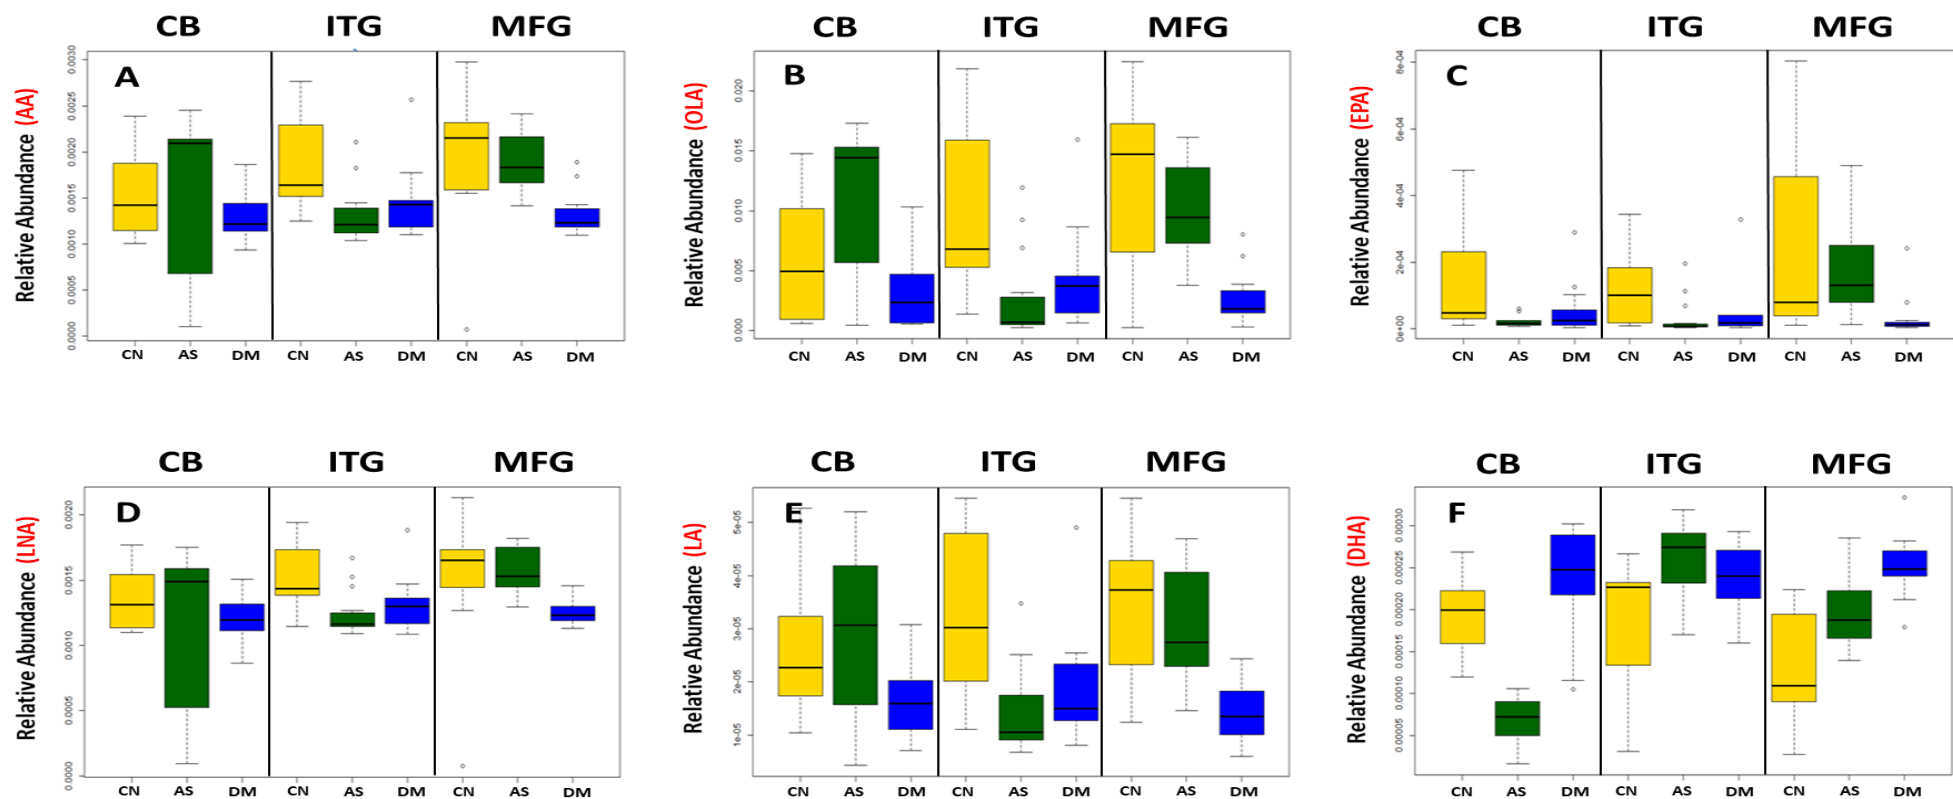 CB ITG MFG
A
Relative Abundance (AA)
0.0030
0.0025
0.0020
0.0015
0.0010
0.0005
0.0000
CN AS DM CN AS DM CN AS DM
CB ITG MFG
B
Relative Abundance (OLA)
0.020
0.015
0.010
0.005
0.000
CN AS DM CN AS DM CN AS DM
CB ITG MFG
C
Relative Abundance (EPA)
8e-04
6e-04
4e-04
2e-04
0e+00
CN AS DM CN AS DM CN AS DM
CB ITG MFG
D
Relative Abundance (LNA)
0.0020
0.0015
0.0010
0.0005
0.0000
CN AS DM CN AS DM CN AS DM
CB ITG MFG
E
Relative Abundance (LA)
5e-05
4e-05
3e-05
2e-05
1e-05
CN AS DM CN AS DM CN AS DM
CB ITG MFG
F
Relative Abundance (DHA)
0.00030
0.00025
0.00020
0.00015
0.00010
0.00005
CN AS DM CN AS DM CN AS DM